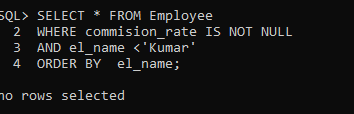 SQL> SELECT * FROM Employee
2 WHERE commision_rate IS NOT NULL
3 AND el_name <'Kumar'
4 ORDER BY el_name;
no rows selected